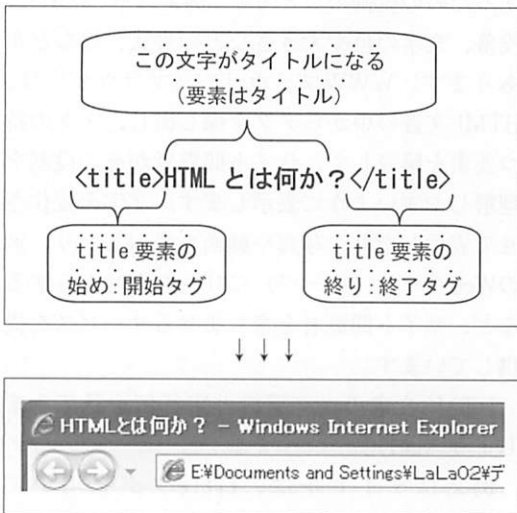 この文字がタイトルになる
(要素はタイトル)
<title>HTML とは何か？</title>
title 要素の
始め：開始タグ
title 要素の
終り：終了タグ
↓ ↓ ↓
HTMLとは何か？ - Windows Internet Explorer
E:¥Documents and Settings¥LaLa02¥デ